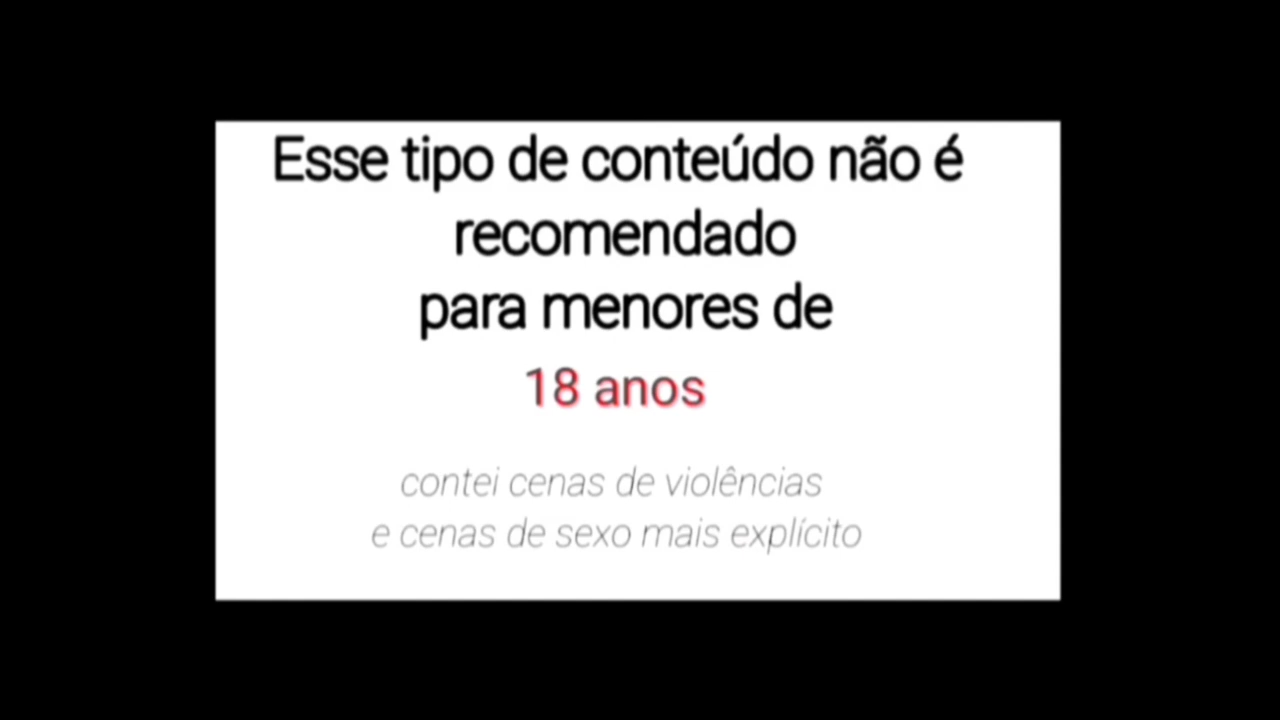 Esse tipo de conteúdo não é
recomendado
para menores de
18 anos
contei cenas de violências
e cenas de sexo mais explícito